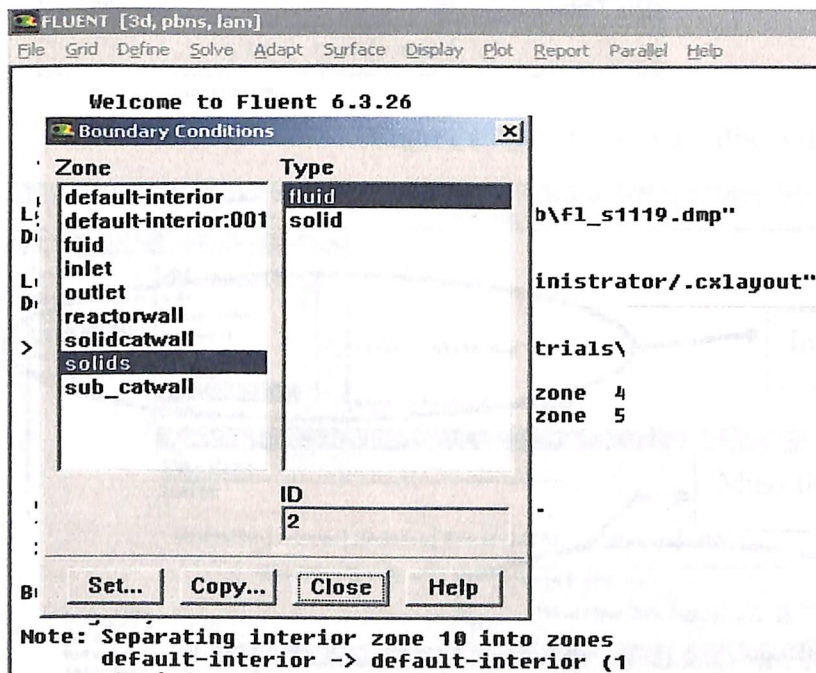 FLUENT [3d, pbns, lam]
File Grid Define Solve Adapt Surface Display Plot Report Parallel Help
Welcome to Fluent 6.3.26
Boundary Conditions
Zone
default-interior
default-interior:001
fuid
inlet
outlet
reactorwall
solidcatwall
solids
sub_catwall
Type
fluid
solid
ID
2
Set... Copy... Close Help
b\fl_s1119.dmp"
inistrator/.cxlayout"
>
trials\
zone 4
zone 5
Note: Separating interior zone 10 into zones
default-interior -> default-interior (1